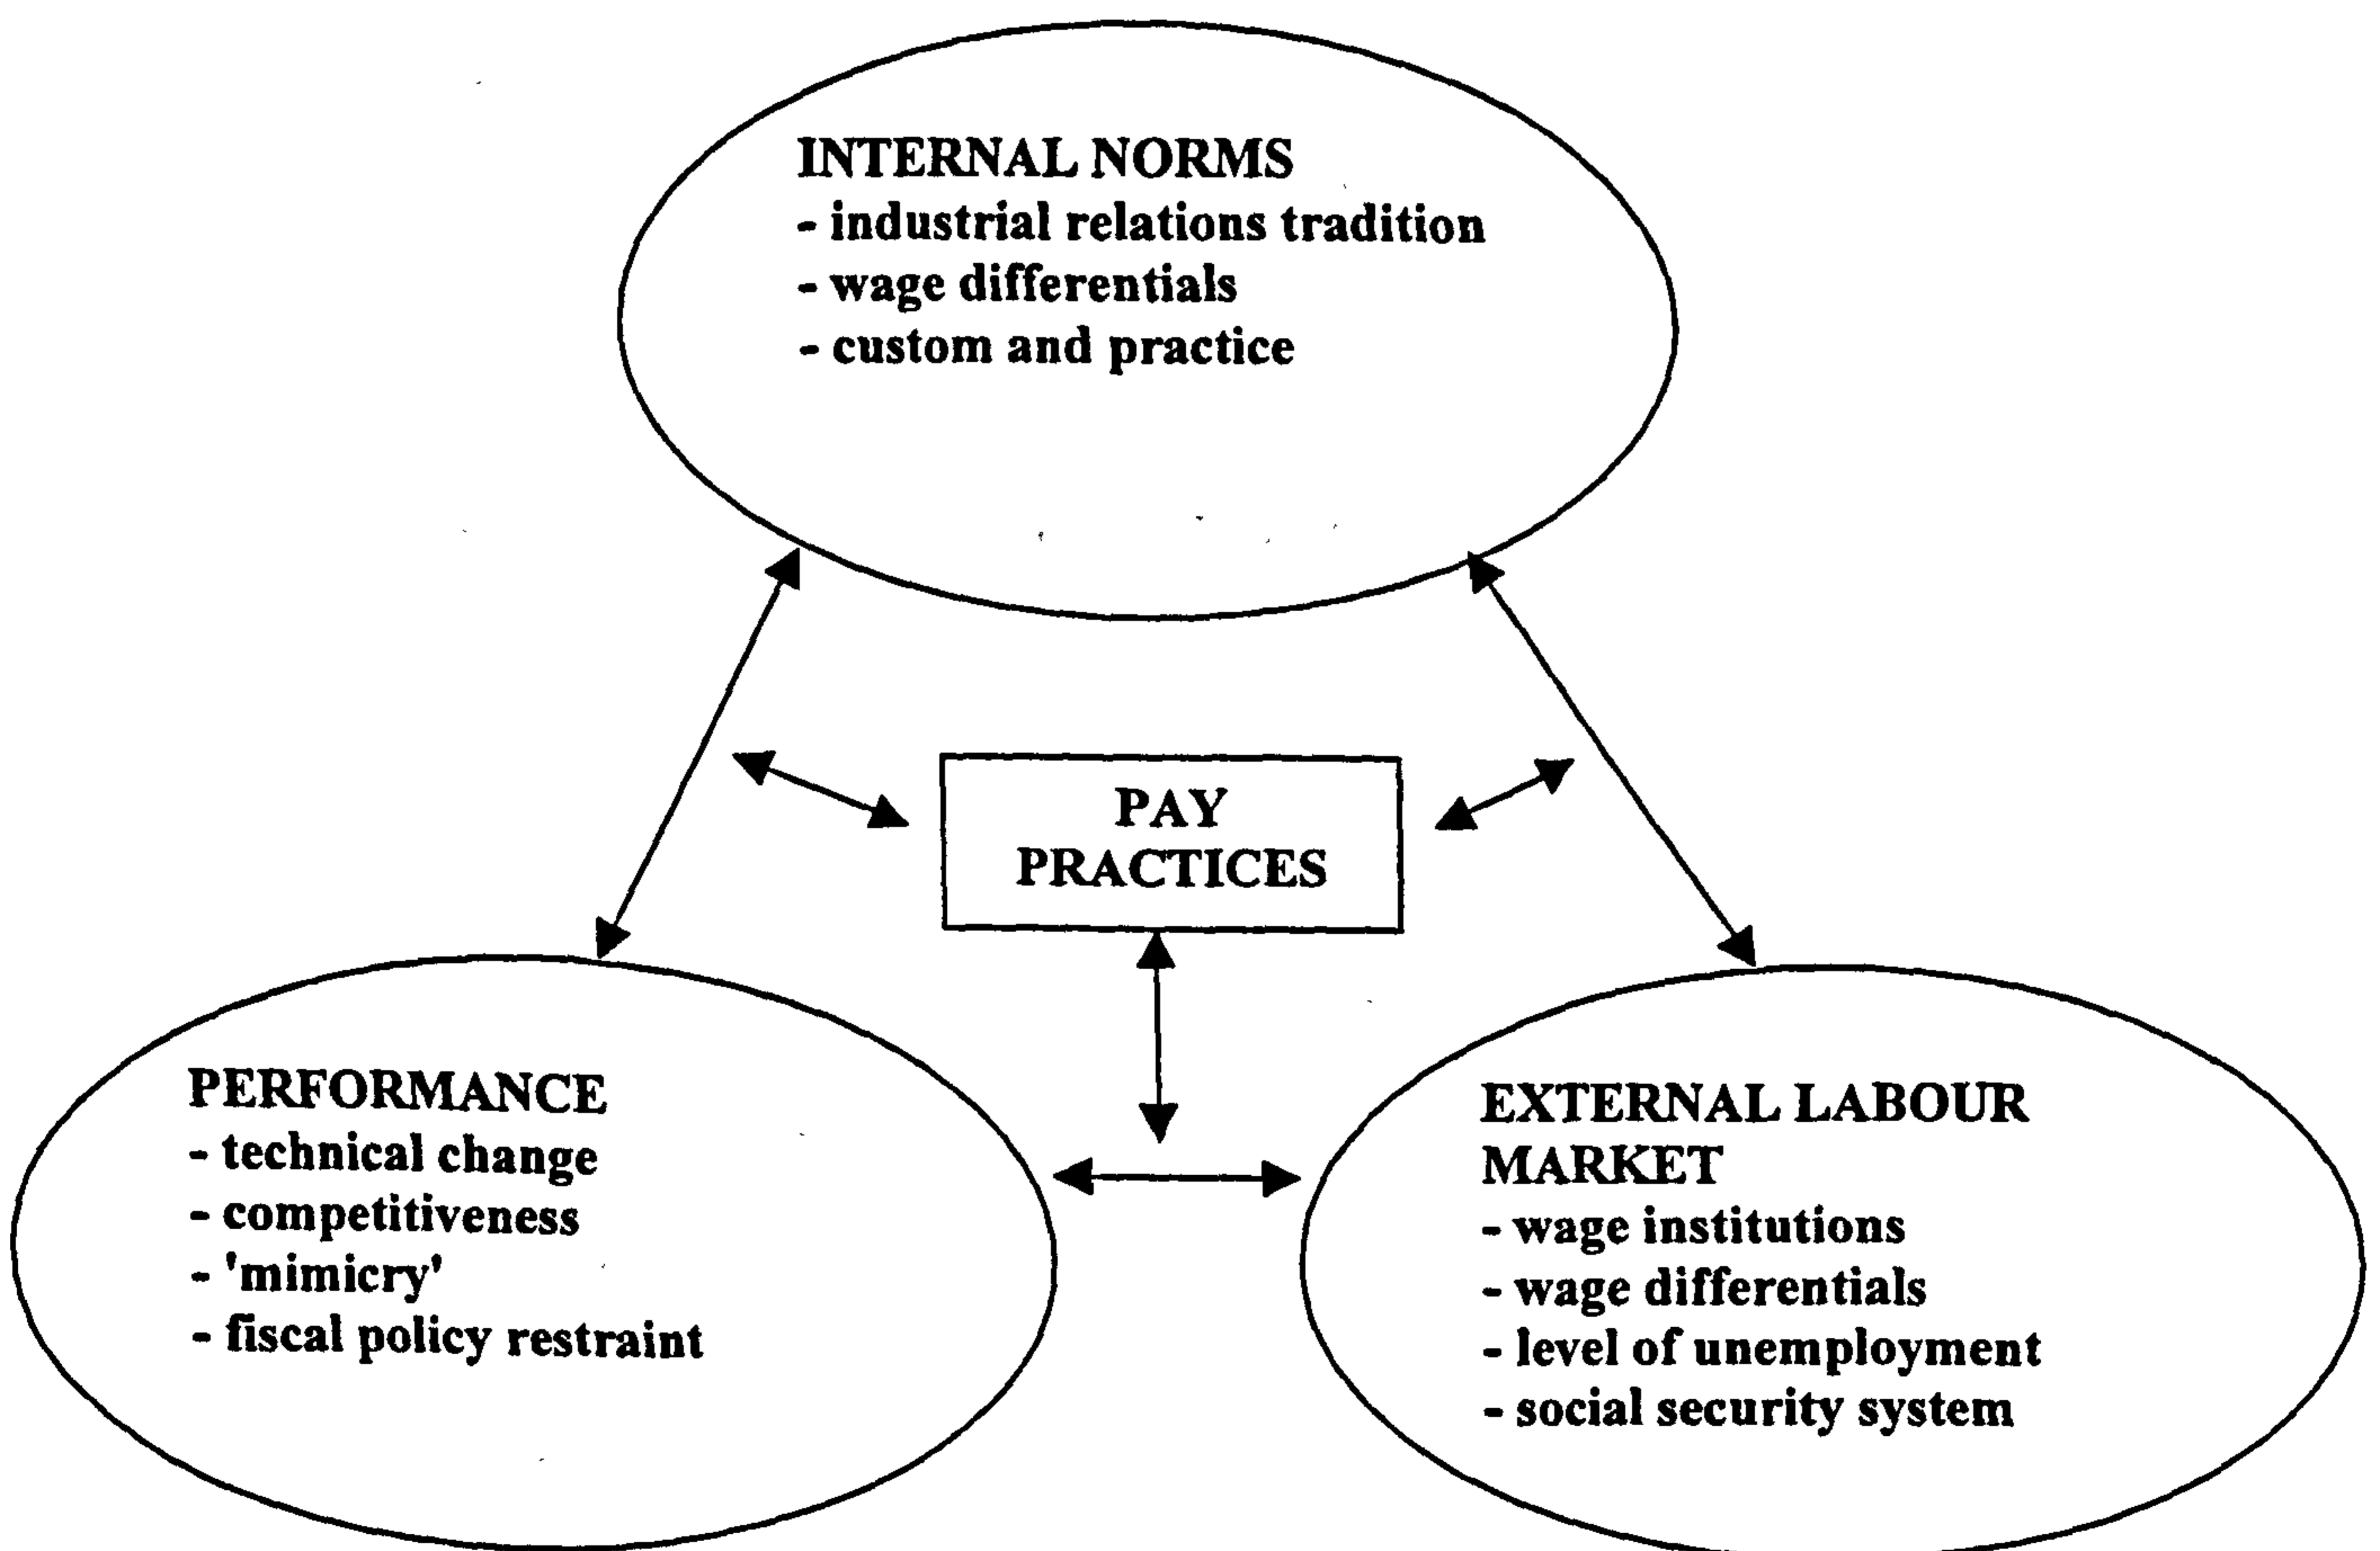 INTERNAL NORMS
- industrial relations tradition
- wage differentials
- custom and practice
PAY
PRACTICES
PERFORMANCE
- technical change
- competitiveness
- 'mimicry'
- fiscal policy restraint
EXTERNAL LABOUR
MARKET
- wage institutions
- wage differentials
- level of unemployment
- social security system